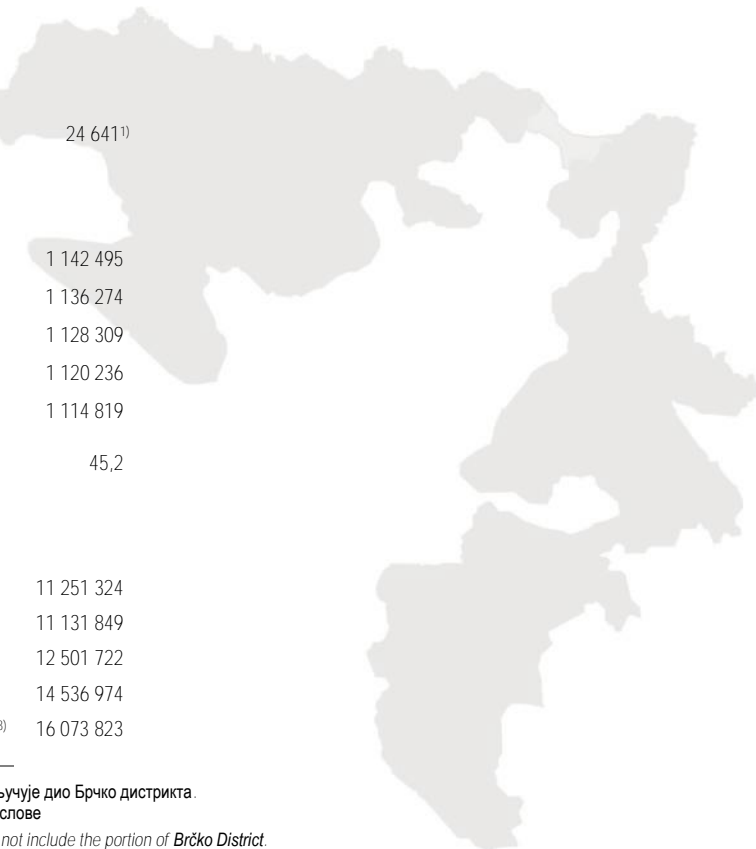 24 641¹⁾
1 142 495
1 136 274
1 128 309
1 120 236
1 114 819
45,2
11 251 324
11 131 849
12 501 722
14 536 974
³⁾ 16 073 823
учује дио Брчко дистрикта.
слове
not include the portion of Brčko District.